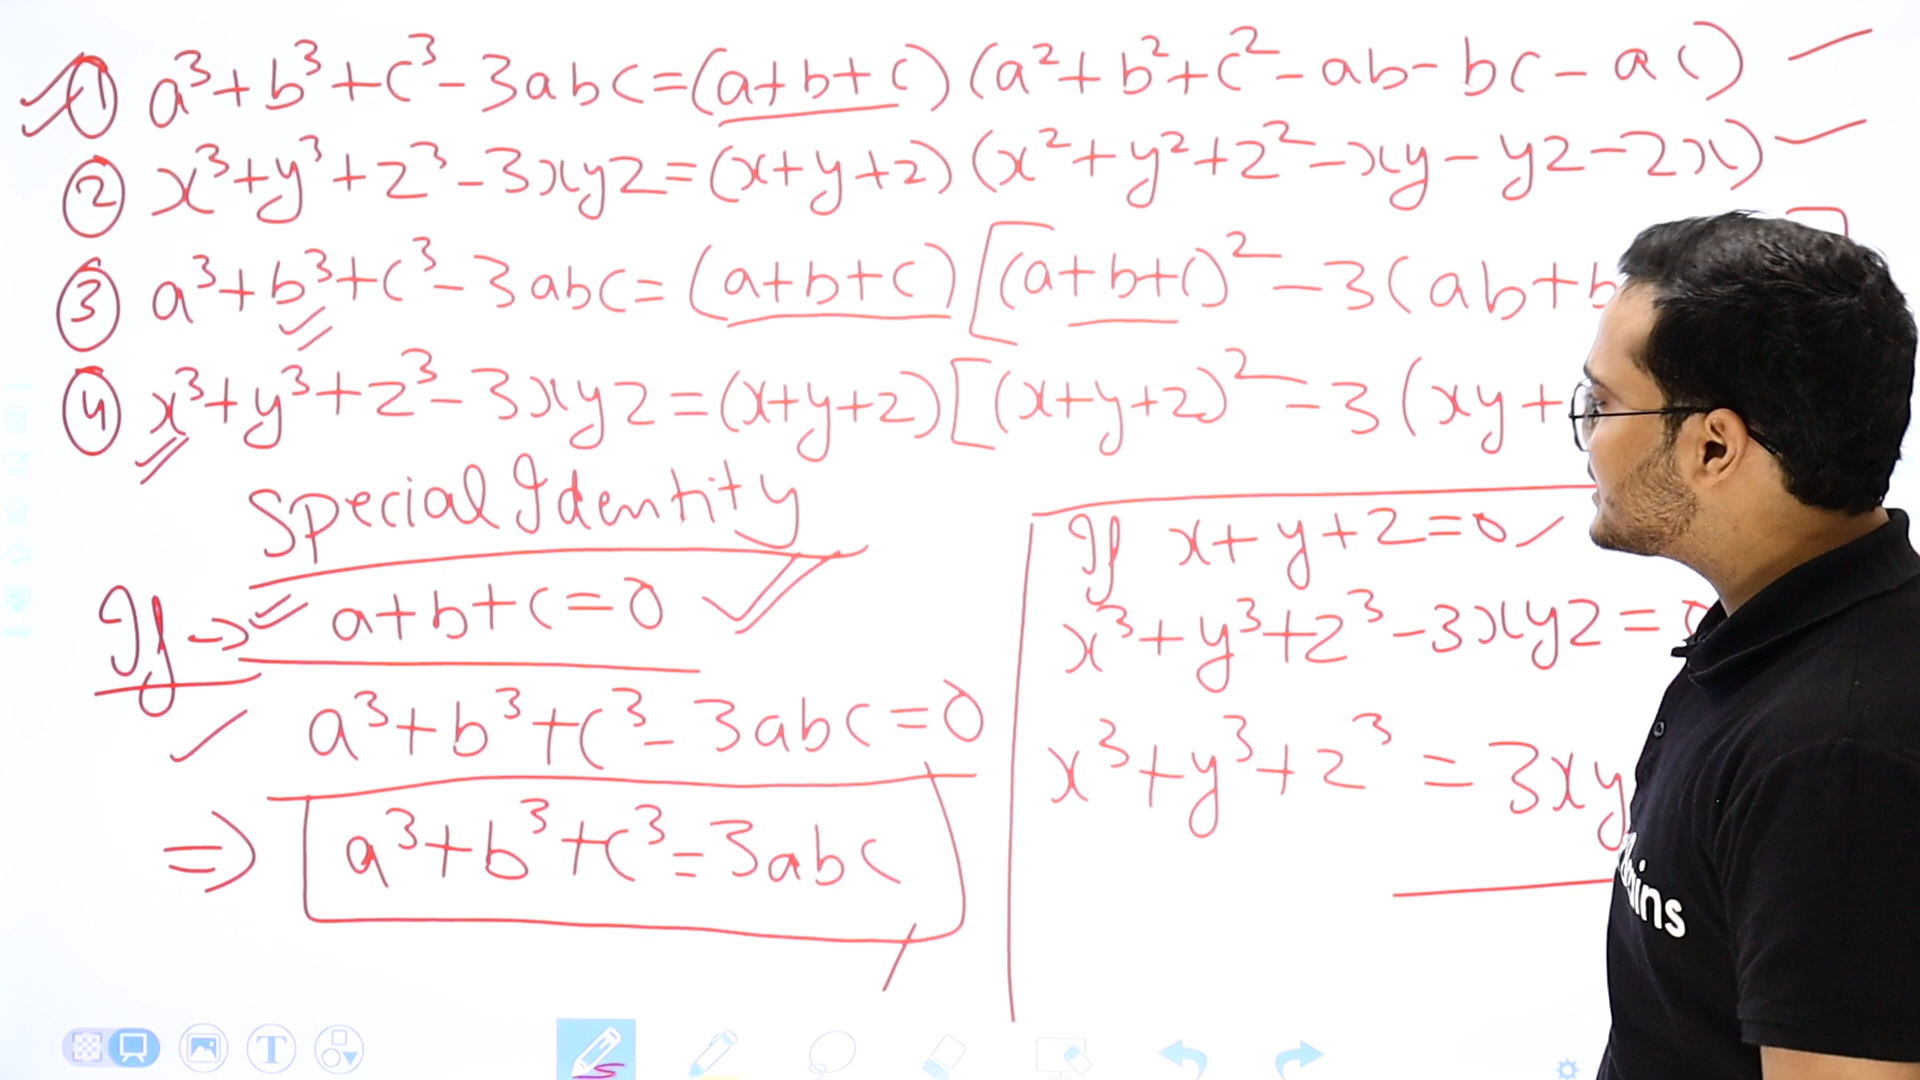 ① a³+b³+c³-3abc=(a+b+c)(a²+b²+c²-ab-bc-ac)
② x³+y³+z³-3xyz=(x+y+z)(x²+y²+z²-xy-yz-zx)
③ a³+b³+c³-3abc=(a+b+c)[(a+b+c)²-3(ab+b
④ x³+y³+z³-3xyz=(x+y+z)[(x+y+z)²-3(xy+
Special Identity
If → a+b+c=0
a³+b³+c³-3abc=0
⇒ a³+b³+c³=3abc
If x+y+z=0
x³+y³+z³-3xyz=0
x³+y³+z³=3xy
ins
T